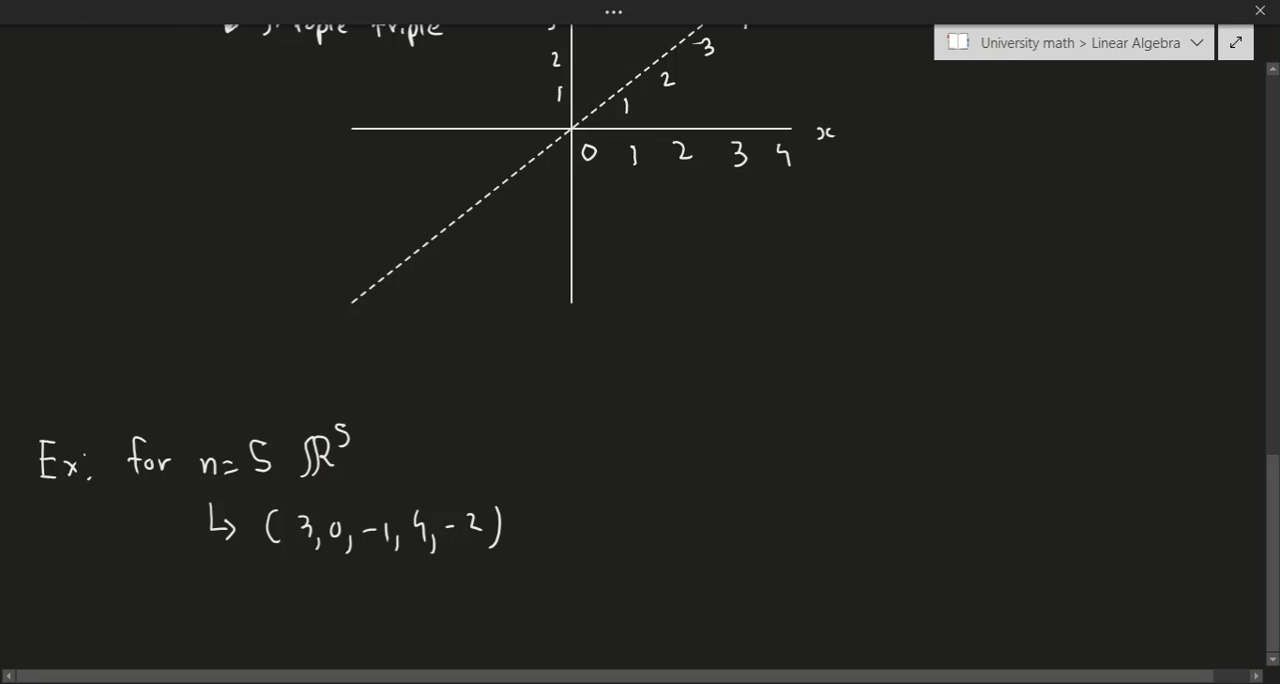 ...
University math > Linear Algebra
triple
2
1
3
2
1
x
0 1 2 3 4
Ex: for n=5 ℝ⁵
↳ (3,0,-1,4,-2)